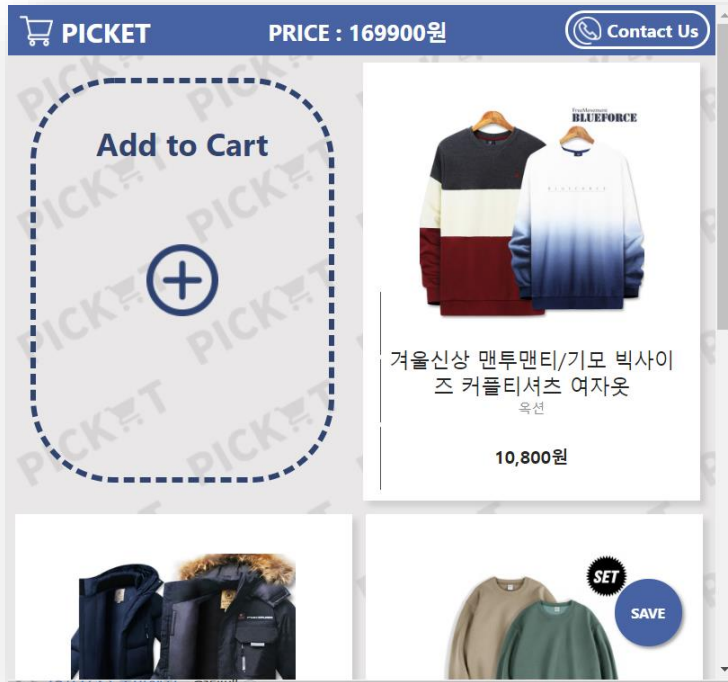 PICKET
PRICE : 169900원
Contact Us
Add to Cart
BLUEFORCE
겨울신상 맨투맨티/기모 빅사이
즈 커플티셔츠 여자옷
옥션
10,800원
SET
SAVE